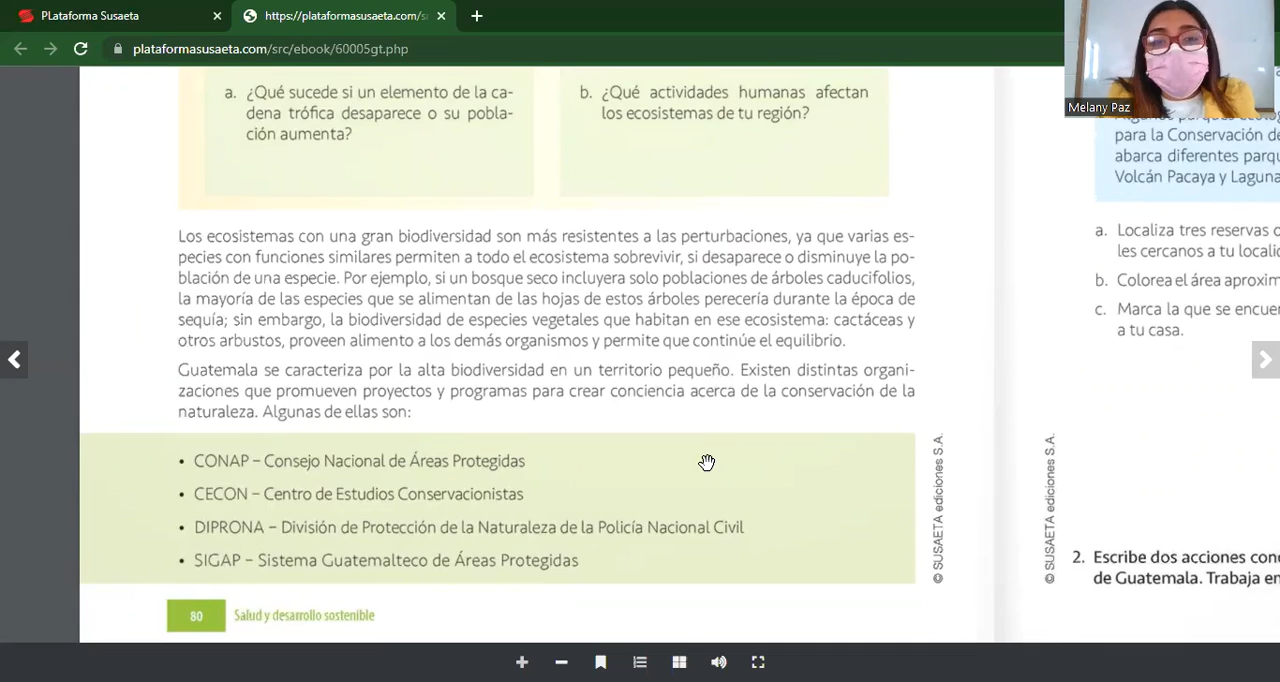 PLataforma Susaeta
https://plataformasusaeta.com/s
plataformasusaeta.com/src/ebook/60005gt.php
Melany Paz
a. ¿Qué sucede si un elemento de la ca-
dena trófica desaparece o su pobla-
ción aumenta?
b. ¿Qué actividades humanas afectan
los ecosistemas de tu región?
Los ecosistemas con una gran biodiversidad son más resistentes a las perturbaciones, ya que varias es-
pecies con funciones similares permiten a todo el ecosistema sobrevivir, si desaparece o disminuye la po-
blación de una especie. Por ejemplo, si un bosque seco incluyera solo poblaciones de árboles caducifolios,
la mayoría de las especies que se alimentan de las hojas de estos árboles perecería durante la época de
sequía; sin embargo, la biodiversidad de especies vegetales que habitan en ese ecosistema: cactáceas y
otros arbustos, proveen alimento a los demás organismos y permite que continúe el equilibrio.
Guatemala se caracteriza por la alta biodiversidad en un territorio pequeño. Existen distintas organi-
zaciones que promueven proyectos y programas para crear conciencia acerca de la conservación de la
naturaleza. Algunas de ellas son:
• CONAP – Consejo Nacional de Áreas Protegidas
• CECON – Centro de Estudios Conservacionistas
• DIPRONA – División de Protección de la Naturaleza de la Policía Nacional Civil
• SIGAP – Sistema Guatemalteco de Áreas Protegidas
80 Salud y desarrollo sostenible
© SUSAETA ediciones S.A.
© SUSAETA ediciones S.A.
para la Conservación de
abarca diferentes parqu
Volcán Pacaya y Laguna
a. Localiza tres reservas
les cercanos a tu locali
b. Colorea el área aproxim
c. Marca la que se encue
a tu casa.
2. Escribe dos acciones con
de Guatemala. Trabaja en